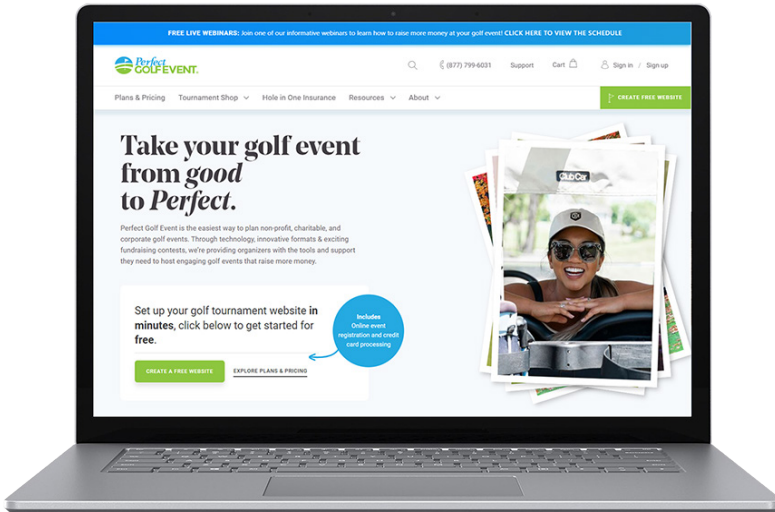 FREE LIVE WEBINARS: Join one of our informative webinars to learn how to raise more money at your golf event! CLICK HERE TO VIEW THE SCHEDULE
Perfect
GOLF EVENT.
(877) 799-6031 Support Cart Sign in / Sign up
Plans & Pricing Tournament Shop Hole in One Insurance Resources About CREATE FREE WEBSITE
Take your golf event
from good
to Perfect.
Club Car
Perfect Golf Event is the easiest way to plan non-profit, charitable, and
corporate golf events. Through technology, innovative formats & exciting
fundraising contests, we're providing organizers with the tools and support
they need to host engaging golf events that raise more money.
Set up your golf tournament website in
minutes, click below to get started for
free.
Includes
Online event
registration and credit
card processing
CREATE A FREE WEBSITE EXPLORE PLANS & PRICING